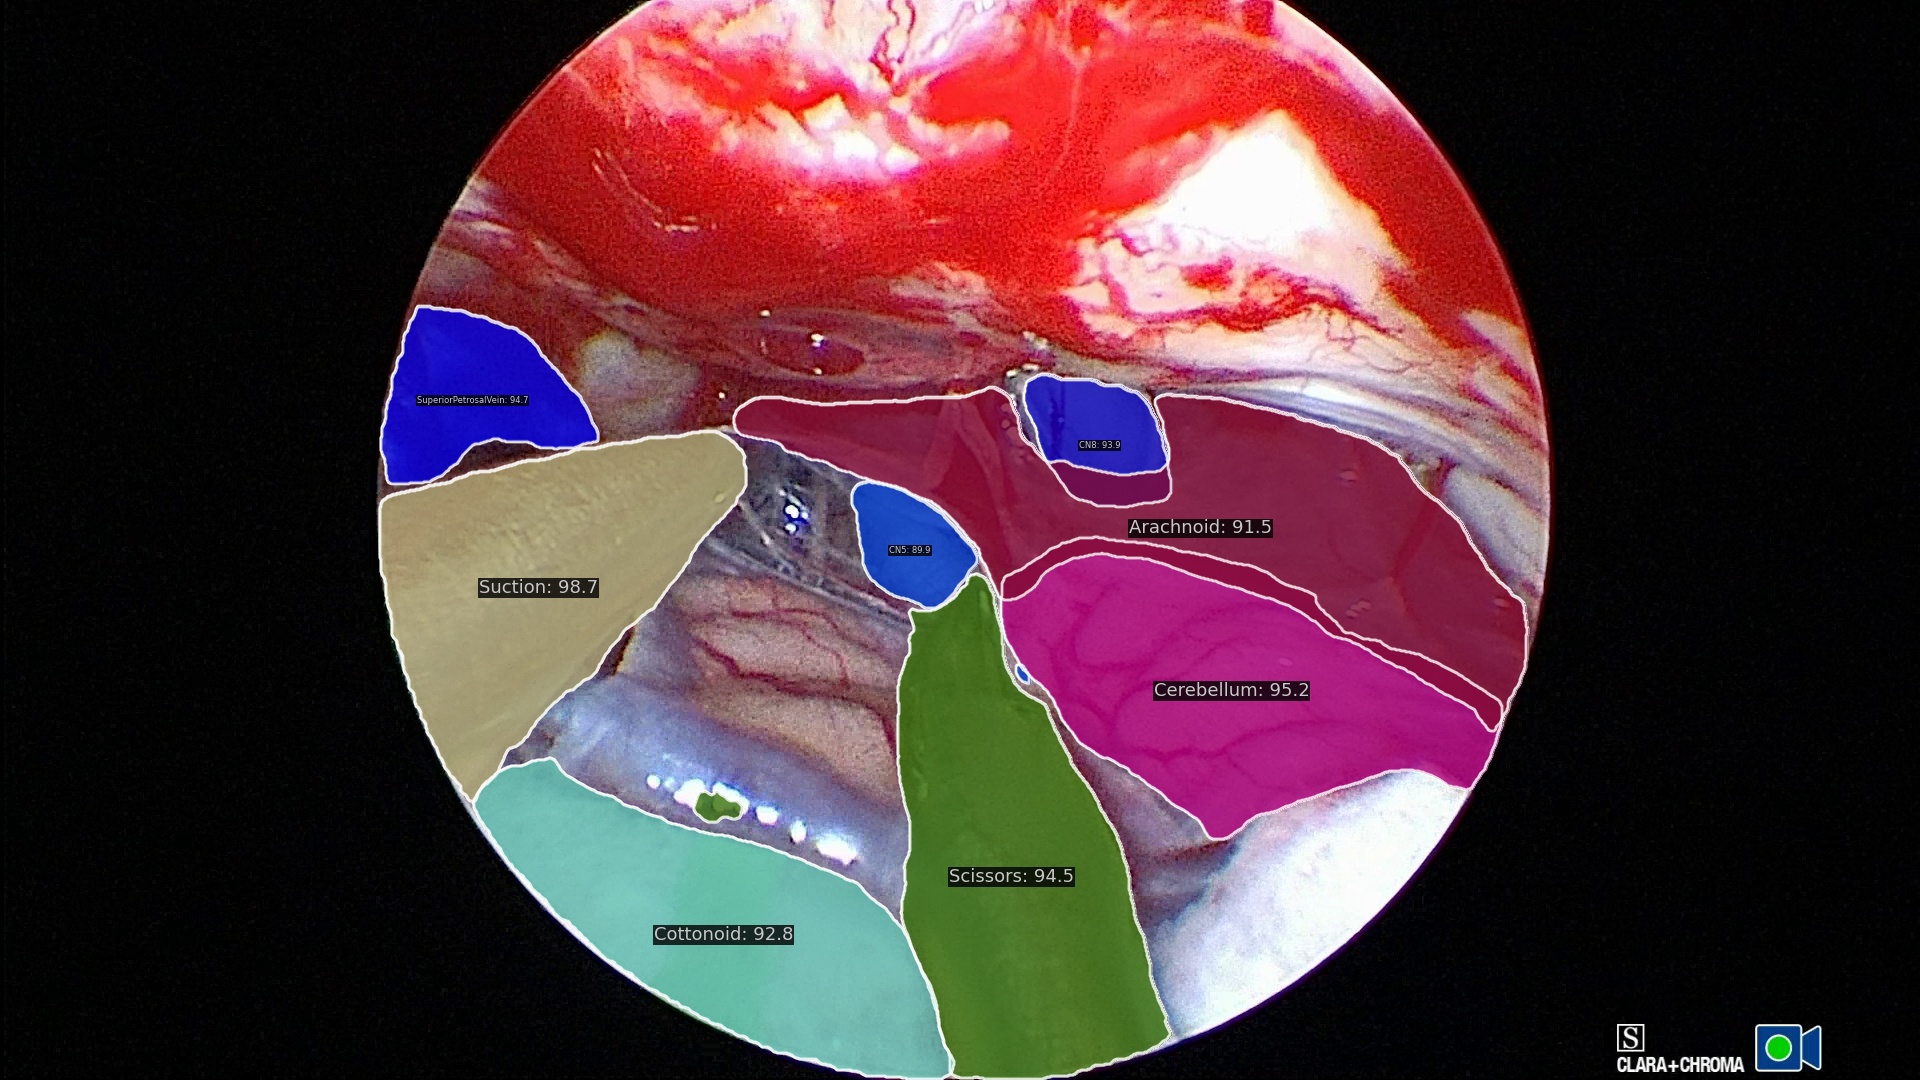 SuperiorPetrosalVein: 94.7
CN8: 93.9
Arachnoid: 91.5
CN5: 89.9
Suction: 98.7
Cerebellum: 95.2
Scissors: 94.5
Cottonoid: 92.8
S
CLARA+CHROMA